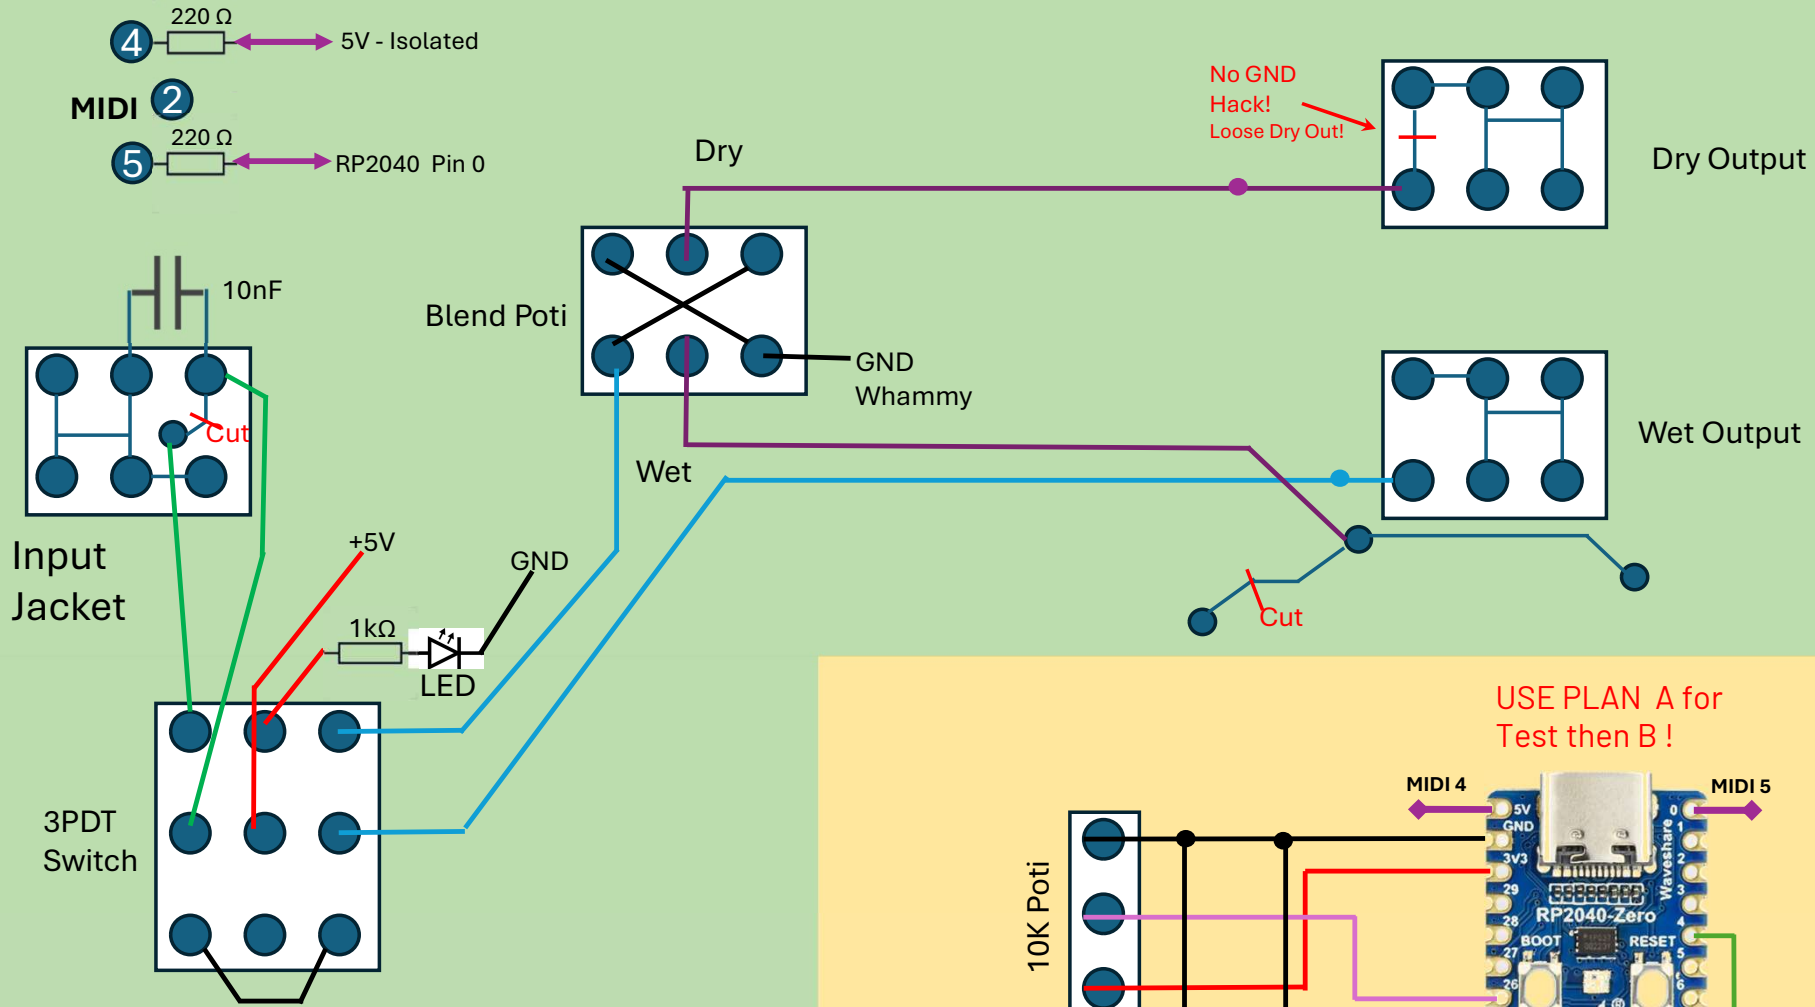 220 Ω
4
5V - Isolated
MIDI
2
220 Ω
5
RP2040  Pin 0
10nF
Cut
Input
Jacket
Dry
Blend Poti
GND
Whammy
Wet
No GND
Hack!
Loose Dry Out!
Dry Output
Wet Output
Cut
+5V
GND
1kΩ
LED
3PDT
Switch
USE PLAN  A for
Test then B !
MIDI 4
MIDI 5
10K Poti
5V
GND
3V3
29
28
27
26
0
1
2
3
4
5
6
Waveshare
RP2040-Zero
BOOT
RESET